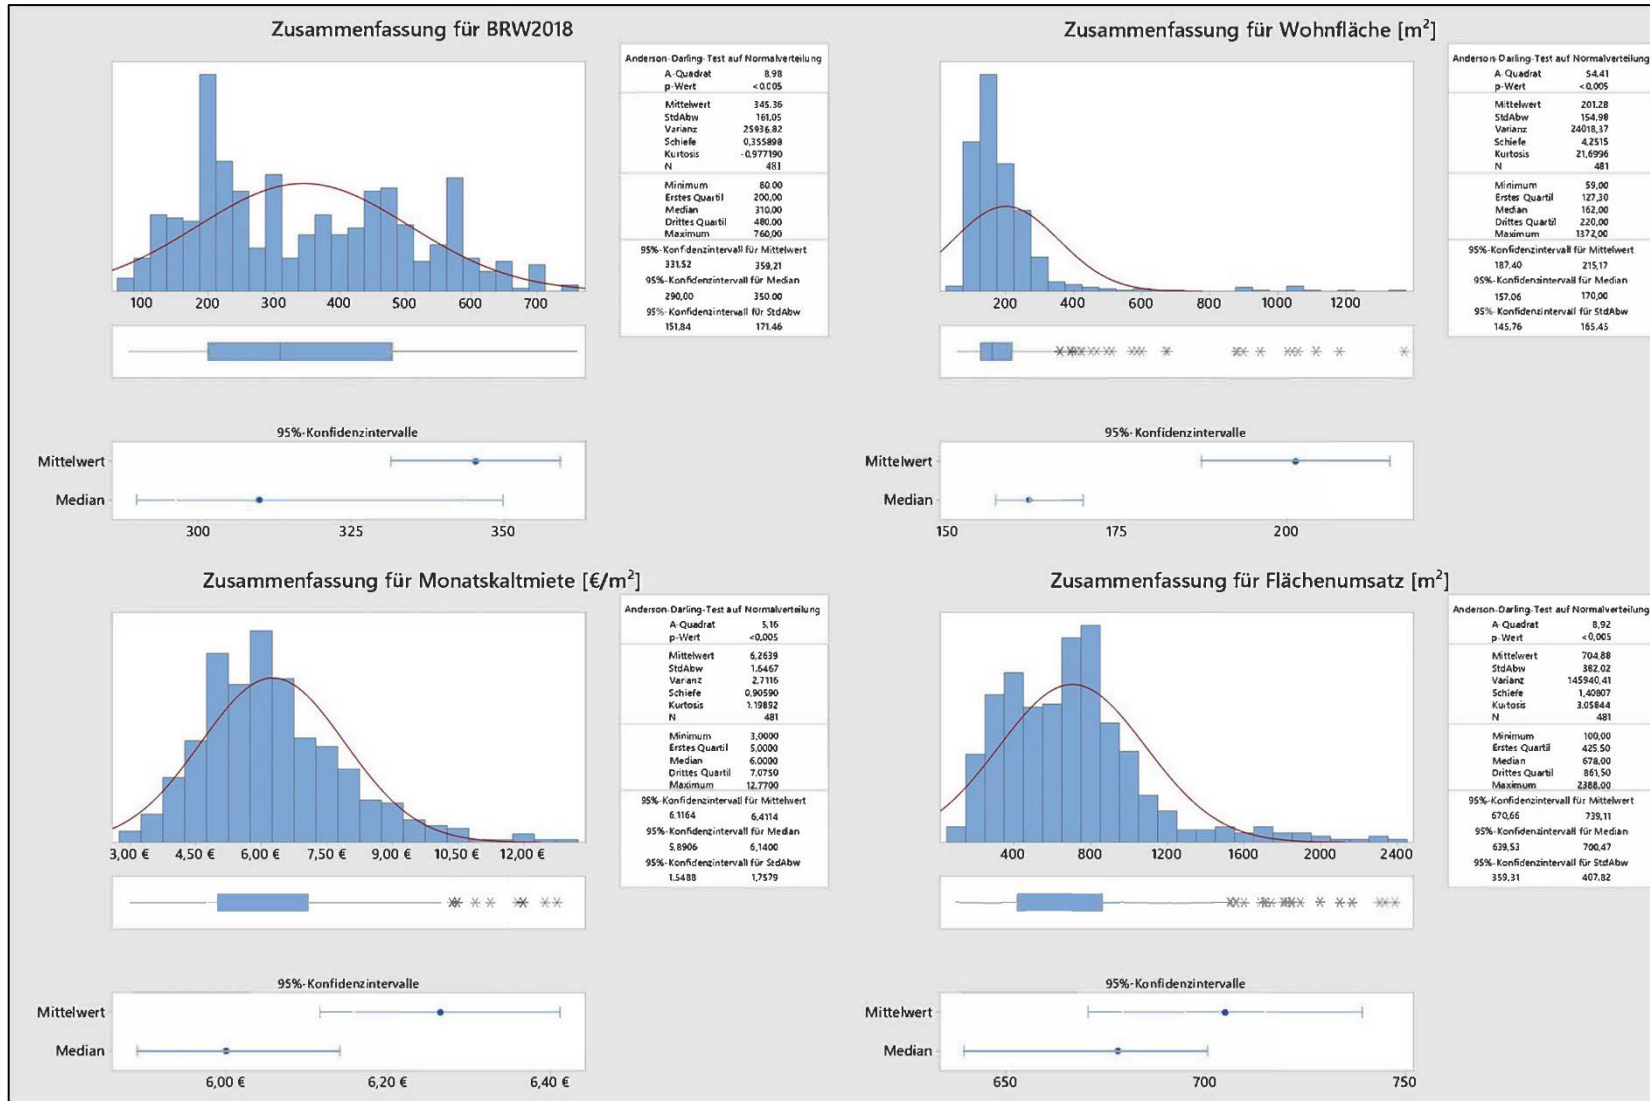 Zusammenfassung für BRW2018
Anderson-Darling-Test auf Normalverteilung
A-Quadrat 8,98
p-Wert <0,005
Mittelwert 345,36
StdAbw 161,05
Varianz 25936,82
Schiefe 0,355898
Kurtosis -0,977190
N 481
Minimum 80,00
Erstes Quartil 200,00
Median 310,00
Drittes Quartil 480,00
Maximum 760,00
95%-Konfidenzintervall für Mittelwert
331,52 359,21
95%-Konfidenzintervall für Median
290,00 350,00
95%-Konfidenzintervall für StdAbw
151,84 171,46
100 200 300 400 500 600 700
95%-Konfidenzintervalle
Mittelwert
Median
300 325 350
Zusammenfassung für Wohnfläche [m²]
Anderson-Darling-Test auf Normalverteilung
A-Quadrat 54,41
p-Wert <0,005
Mittelwert 201,28
StdAbw 154,98
Varianz 24018,37
Schiefe 4,2515
Kurtosis 21,6996
N 481
Minimum 59,00
Erstes Quartil 127,30
Median 162,00
Drittes Quartil 220,00
Maximum 1372,00
95%-Konfidenzintervall für Mittelwert
187,40 215,17
95%-Konfidenzintervall für Median
157,06 170,00
95%-Konfidenzintervall für StdAbw
145,76 165,45
200 400 600 800 1000 1200
95%-Konfidenzintervalle
Mittelwert
Median
150 175 200
Zusammenfassung für Monatskaltmiete [€/m²]
Anderson-Darling-Test auf Normalverteilung
A-Quadrat 5,16
p-Wert <0,005
Mittelwert 6,2639
StdAbw 1,6467
Varianz 2,7116
Schiefe 0,90590
Kurtosis 1,19892
N 481
Minimum 3,0000
Erstes Quartil 5,0000
Median 6,0000
Drittes Quartil 7,0750
Maximum 12,7700
95%-Konfidenzintervall für Mittelwert
6,1164 6,4114
95%-Konfidenzintervall für Median
5,8906 6,1400
95%-Konfidenzintervall für StdAbw
1,5488 1,7579
3,00 € 4,50 € 6,00 € 7,50 € 9,00 € 10,50 € 12,00 €
95%-Konfidenzintervalle
Mittelwert
Median
6,00 € 6,20 € 6,40 €
Zusammenfassung für Flächenumsatz [m²]
Anderson-Darling-Test auf Normalverteilung
A-Quadrat 8,92
p-Wert <0,005
Mittelwert 704,88
StdAbw 382,02
Varianz 145940,41
Schiefe 1,40807
Kurtosis 3,05844
N 481
Minimum 100,00
Erstes Quartil 425,50
Median 678,00
Drittes Quartil 861,50
Maximum 2388,00
95%-Konfidenzintervall für Mittelwert
670,66 739,11
95%-Konfidenzintervall für Median
639,53 700,47
95%-Konfidenzintervall für StdAbw
359,31 407,82
400 800 1200 1600 2000 2400
95%-Konfidenzintervalle
Mittelwert
Median
650 700 750